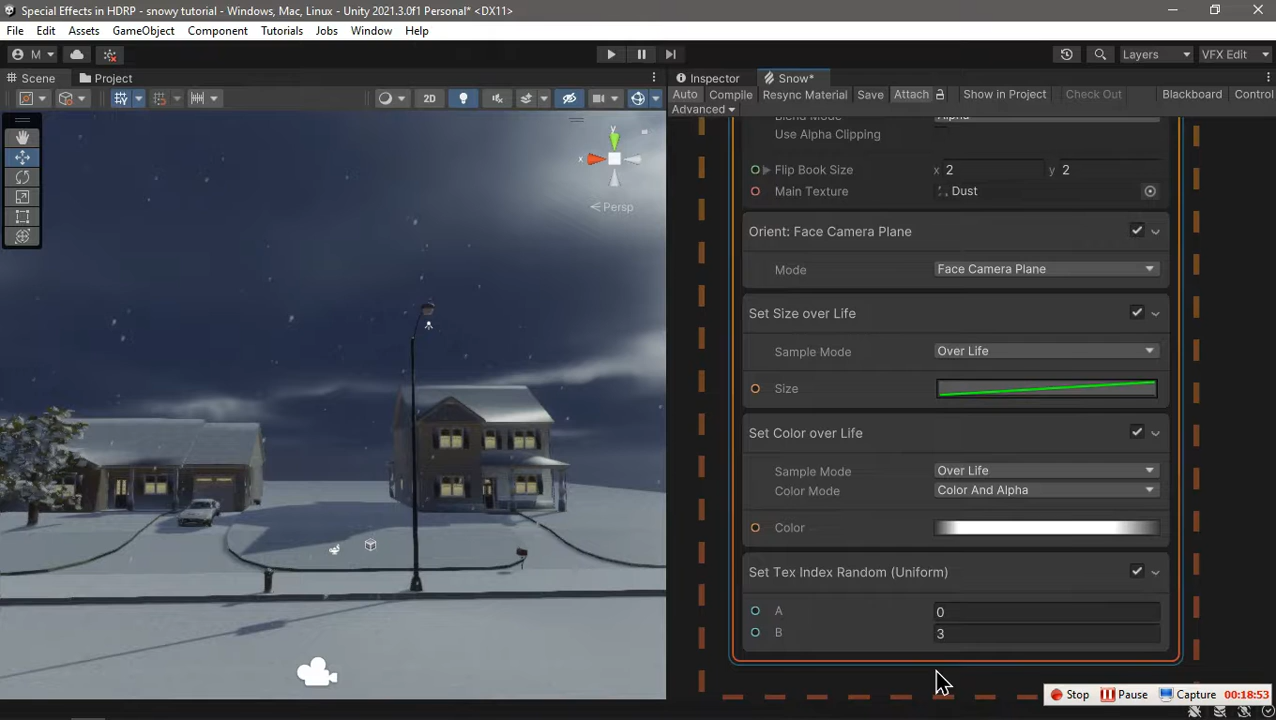 Special Effects in HDRP - snowy tutorial - Windows, Mac, Linux - Unity 2021.3.0f1 Personal* <DX11>
File Edit Assets GameObject Component Tutorials Jobs Window Help
M Layers VFX Edit
Scene Project Inspector Snow*
2D Auto Compile Resync Material Save Attach Show in Project Check Out Blackboard Control
Advanced
Blend Mode Alpha
Use Alpha Clipping
y
x
Persp
Flip Book Size x 2 y 2
Main Texture Dust
Orient: Face Camera Plane
Mode Face Camera Plane
Set Size over Life
Sample Mode Over Life
Size
Set Color over Life
Sample Mode Over Life
Color Mode Color And Alpha
Color
Set Tex Index Random (Uniform)
A 0
B 3
Stop Pause Capture 00:18:53